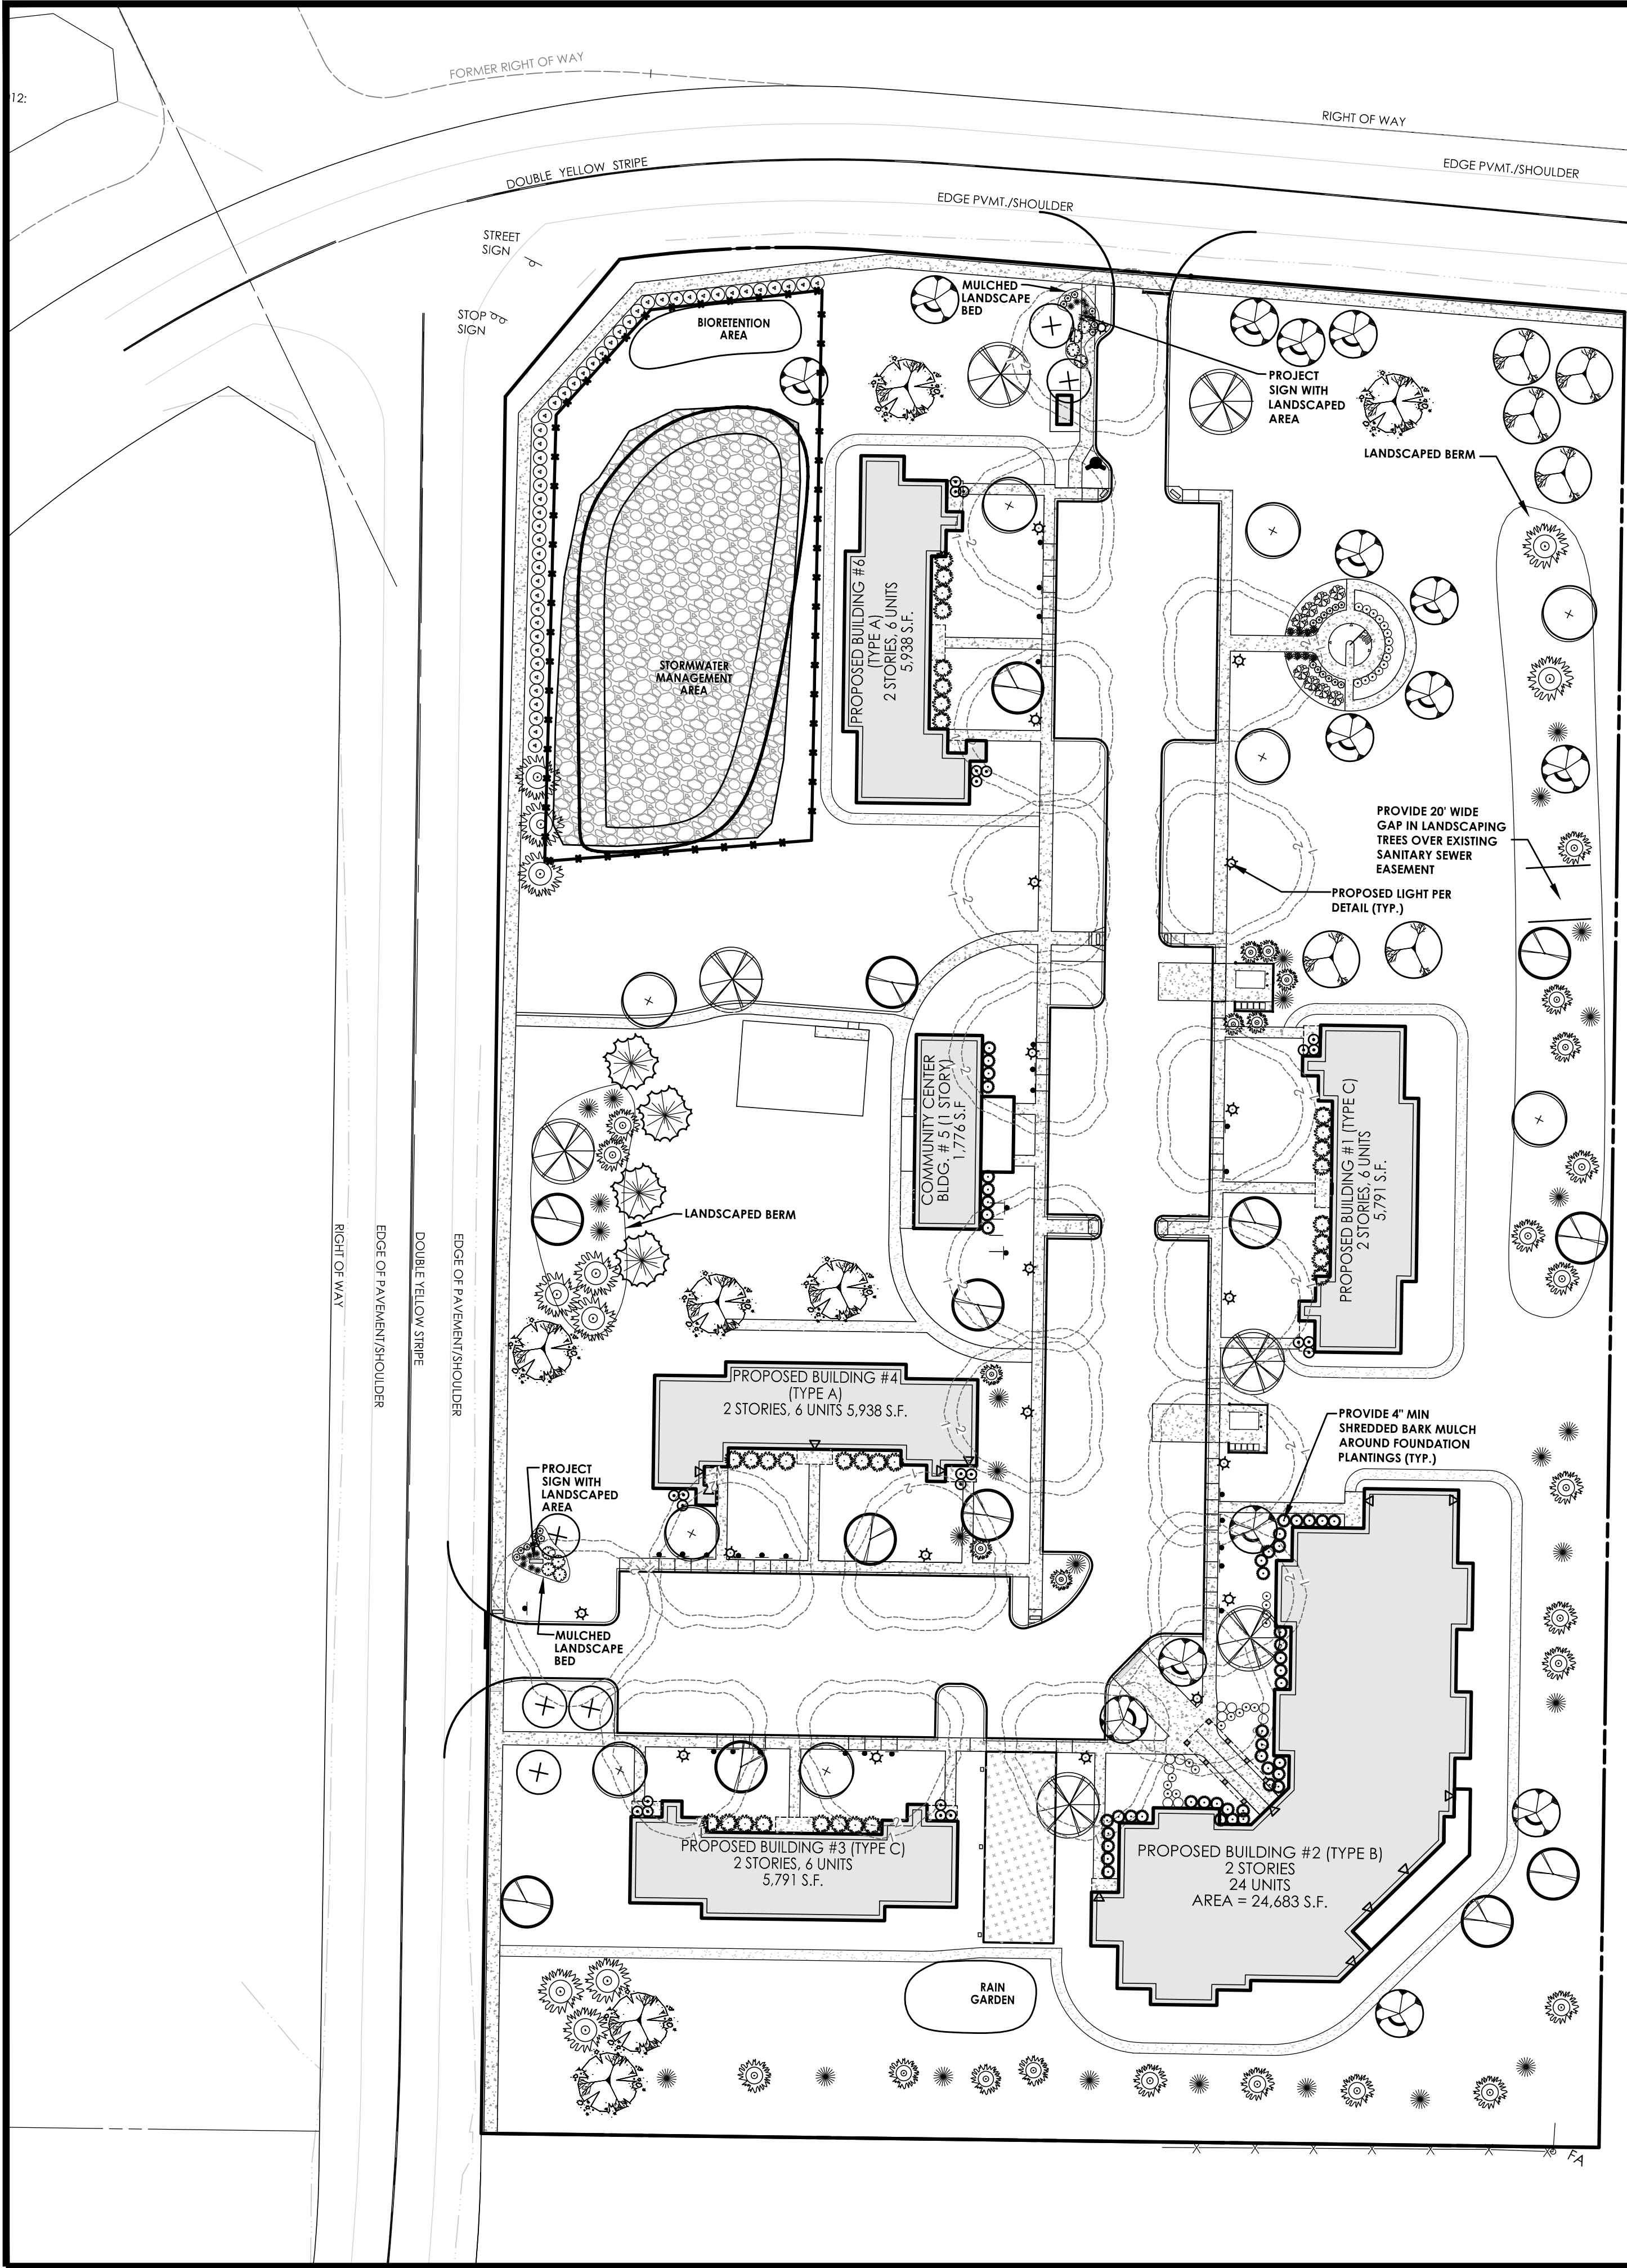 FORMER RIGHT OF WAY
12:
RIGHT OF WAY
DOUBLE YELLOW STRIPE
EDGE PVMT./SHOULDER
EDGE PVMT./SHOULDER
STREET
SIGN
STOP
SIGN
MULCHED
LANDSCAPE
BED
BIORETENTION
AREA
PROJECT
SIGN WITH
LANDSCAPED
AREA
LANDSCAPED BERM
PROPOSED BUILDING #6
(TYPE A)
2 STORIES, 6 UNITS
5,938 S.F.
STORMWATER
MANAGEMENT
AREA
PROVIDE 20' WIDE
GAP IN LANDSCAPING
TREES OVER EXISTING
SANITARY SEWER
EASEMENT
PROPOSED LIGHT PER
DETAIL (TYP.)
COMMUNITY CENTER
BLDG. # 5 (1 STORY)
1,776 S.F
PROPOSED BUILDING #1 (TYPE C)
2 STORIES, 6 UNITS
5,791 S.F.
LANDSCAPED BERM
RIGHT OF WAY
EDGE OF PAVEMENT/SHOULDER
DOUBLE YELLOW STRIPE
EDGE OF PAVEMENT/SHOULDER
PROPOSED BUILDING #4
(TYPE A)
2 STORIES, 6 UNITS 5,938 S.F.
PROVIDE 4" MIN
SHREDDED BARK MULCH
AROUND FOUNDATION
PLANTINGS (TYP.)
PROJECT
SIGN WITH
LANDSCAPED
AREA
MULCHED
LANDSCAPE
BED
PROPOSED BUILDING #3 (TYPE C)
2 STORIES, 6 UNITS
5,791 S.F.
PROPOSED BUILDING #2 (TYPE B)
2 STORIES
24 UNITS
AREA = 24,683 S.F.
RAIN
GARDEN
FA